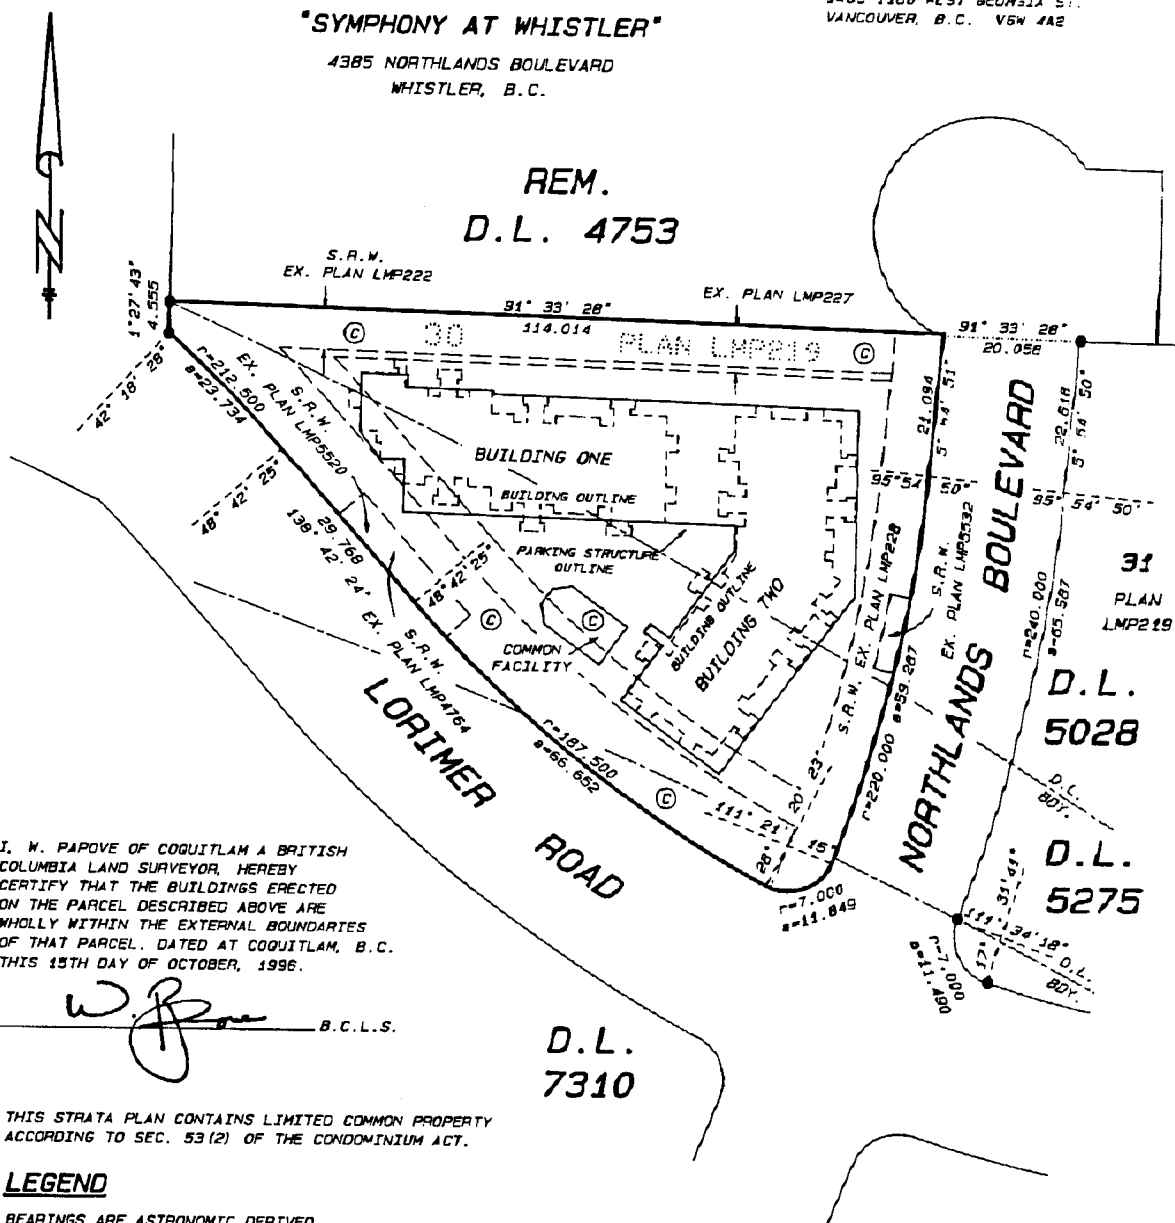 "SYMPHONY AT WHISTLER"
4385 NORTHLANDS BOULEVARD
WHISTLER, B.C.
VANCOUVER, B.C. V6W 4A2
N
REM.
D.L. 4753
S.R.W.
EX. PLAN LMP222
91° 33' 28"
114.014
EX. PLAN LMP227
91° 33' 28"
20.058
1° 27' 43"
4.555
30
PLAN LMP219
C
C
42° 18' 28"
r=212.500
a=23.734
EX. PLAN LMP5520
S.R.W.
48° 42' 25"
29.768
138° 42' 24"
BUILDING ONE
BUILDING OUTLINE
PARKING STRUCTURE
OUTLINE
48° 42' 25"
C
C
COMMON
FACILITY
BUILDING OUTLINE
BUILDING TWO
21.094
5° 54' 51"
95° 54' 50"
22.618
5° 54' 50"
95° 54' 50"
S.R.W. EX. PLAN LMP228
S.R.W.
EX. PLAN LMP5532
NORTHLANDS BOULEVARD
r=240.000
a=65.587
31
PLAN
LMP219
D.L.
5028
S.R.W.
EX. PLAN LMP4764
LORIMER ROAD
r=187.500
a=66.652
C
r=220.000 a=59.287
20° 23' 28"
111° 21' 15"
r=7.000
a=11.849
D.L.
BDY.
D.L.
5275
17° 31' 41"
111° 34' 18"
D.L.
BDY.
r=7.000
a=11.490
I, W. PAPOVE OF COQUITLAM A BRITISH
COLUMBIA LAND SURVEYOR, HEREBY
CERTIFY THAT THE BUILDINGS ERECTED
ON THE PARCEL DESCRIBED ABOVE ARE
WHOLLY WITHIN THE EXTERNAL BOUNDARIES
OF THAT PARCEL. DATED AT COQUITLAM, B.C.
THIS 15TH DAY OF OCTOBER, 1996.
B.C.L.S.
D.L.
7310
THIS STRATA PLAN CONTAINS LIMITED COMMON PROPERTY
ACCORDING TO SEC. 53(2) OF THE CONDOMINIUM ACT.
LEGEND
BEARINGS ARE ASTRONOMIC DERIVED